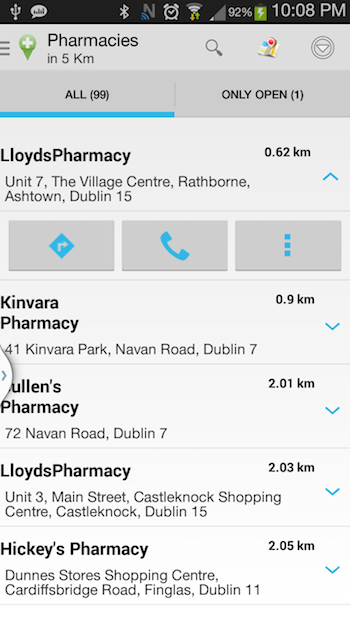 92% 10:08 PM
Pharmacies
in 5 Km
ALL (99) ONLY OPEN (1)
LloydsPharmacy 0.62 km
Unit 7, The Village Centre, Rathborne,
Ashtown, Dublin 15
Kinvara 0.9 km
Pharmacy
41 Kinvara Park, Navan Road, Dublin 7
ullen's 2.01 km
Pharmacy
72 Navan Road, Dublin 7
LloydsPharmacy 2.03 km
Unit 3, Main Street, Castleknock Shopping
Centre, Castleknock, Dublin 15
Hickey's Pharmacy 2.05 km
Dunnes Stores Shopping Centre,
Cardiffsbridge Road, Finglas, Dublin 11